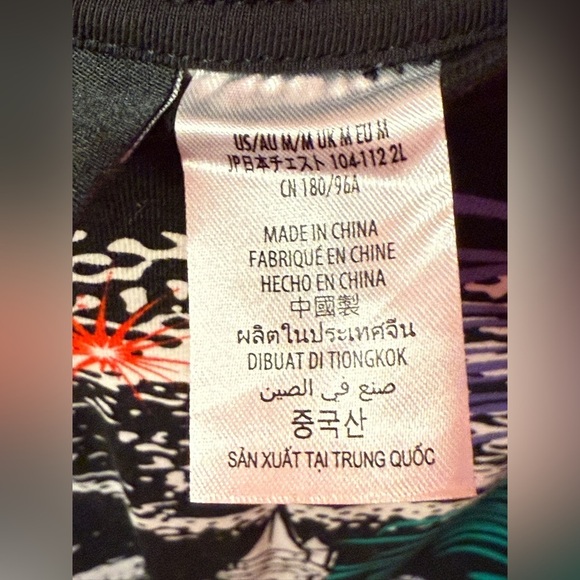 US/AU M/M UK M EU M
JP日本チェスト 104-112 2L
CN 180/96A
MADE IN CHINA
FABRIQUÉ EN CHINE
HECHO EN CHINA
中國製
ผลิตในประเทศจีน
DIBUAT DI TIONGKOK
صنع في الصين
중국산
SẢN XUẤT TẠI TRUNG QUỐC